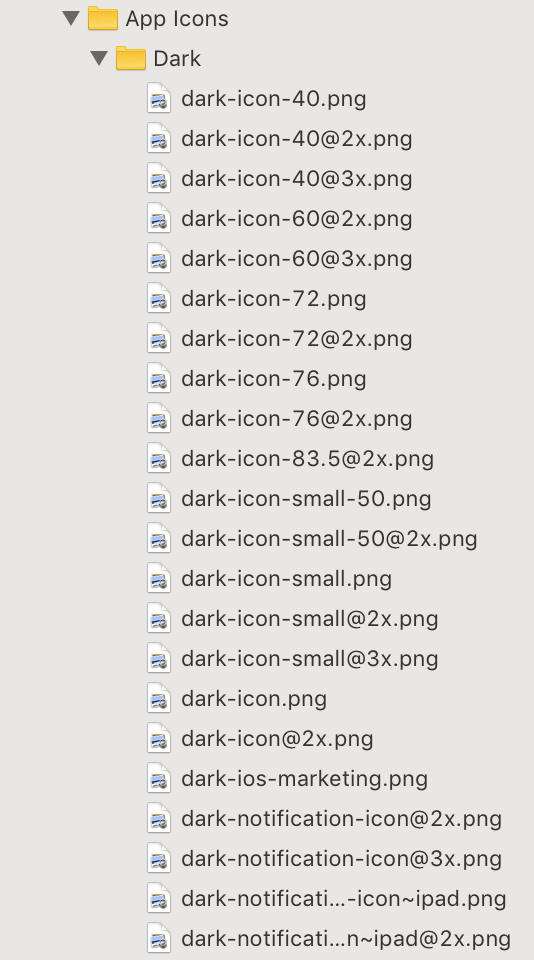 App Icons
Dark
dark-icon-40.png
dark-icon-40@2x.png
dark-icon-40@3x.png
dark-icon-60@2x.png
dark-icon-60@3x.png
dark-icon-72.png
dark-icon-72@2x.png
dark-icon-76.png
dark-icon-76@2x.png
dark-icon-83.5@2x.png
dark-icon-small-50.png
dark-icon-small-50@2x.png
dark-icon-small.png
dark-icon-small@2x.png
dark-icon-small@3x.png
dark-icon.png
dark-icon@2x.png
dark-ios-marketing.png
dark-notification-icon@2x.png
dark-notification-icon@3x.png
dark-notificati...-icon~ipad.png
dark-notificati...n~ipad@2x.png